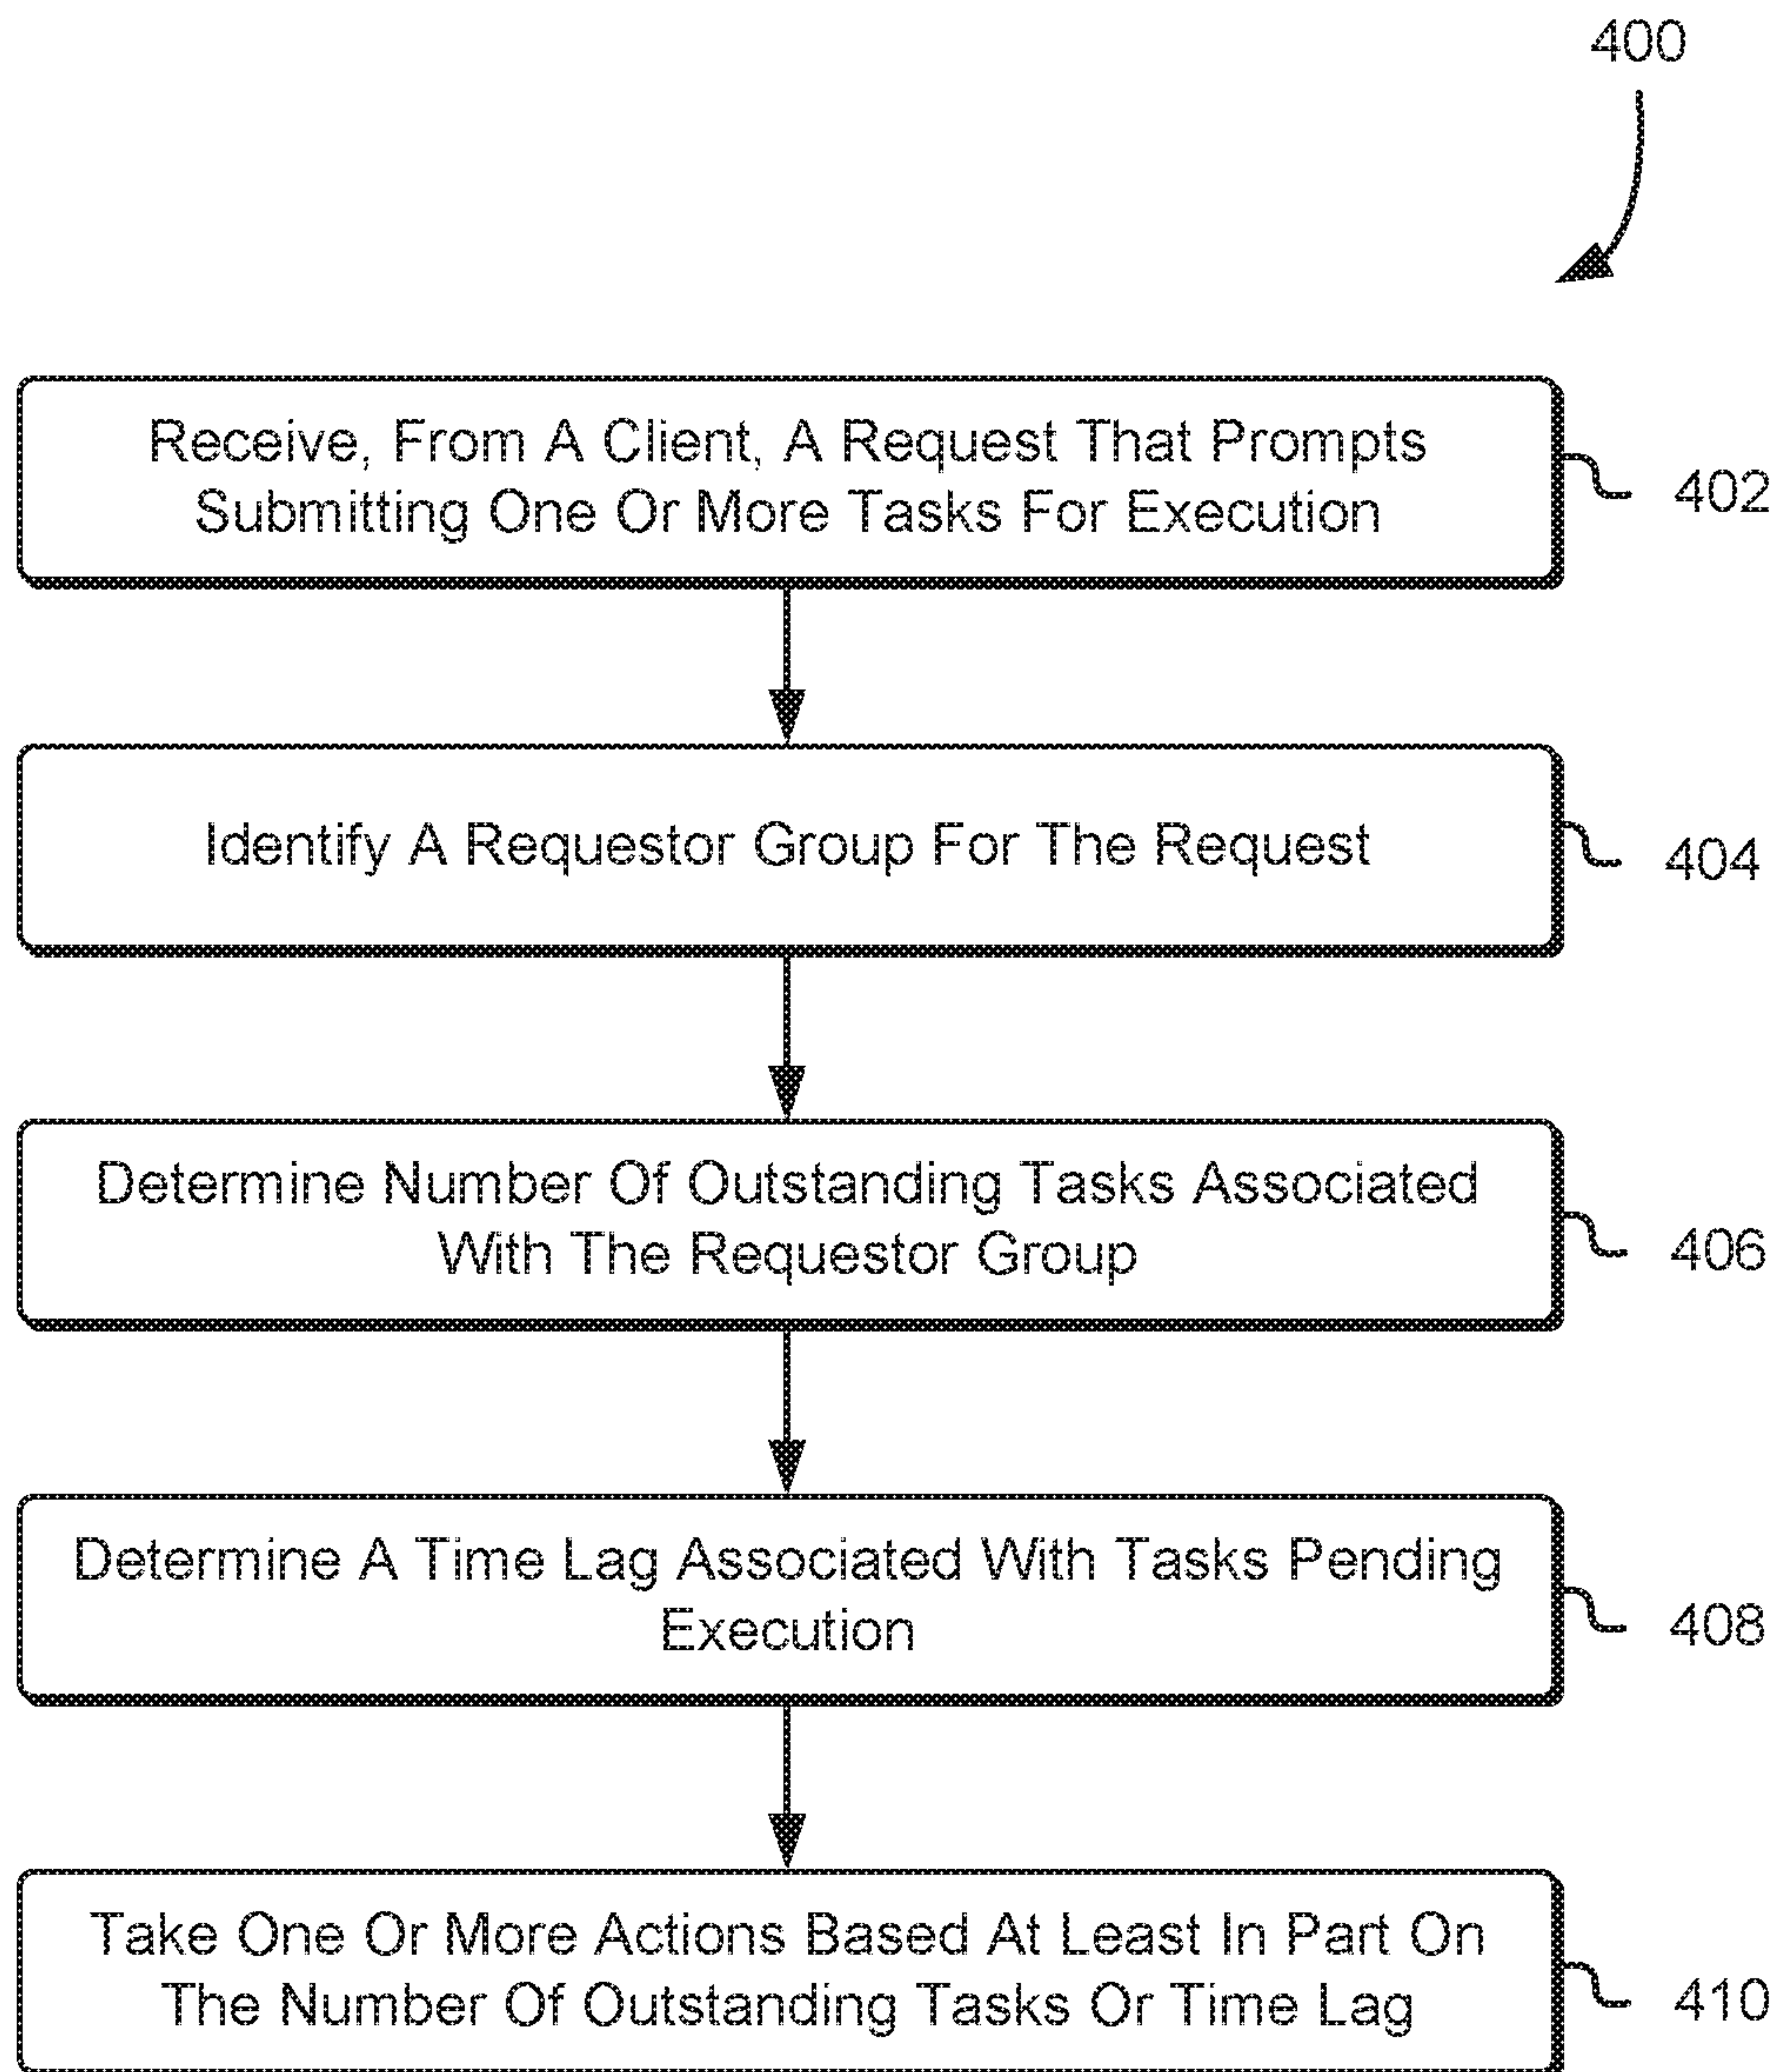 400
Receive, From A Client, A Request That Prompts
Submitting One Or More Tasks For Execution
402
Identify A Requestor Group For The Request
404
Determine Number Of Outstanding Tasks Associated
With The Requestor Group
406
Determine A Time Lag Associated With Tasks Pending
Execution
408
Take One Or More Actions Based At Least In Part On
The Number Of Outstanding Tasks Or Time Lag
410